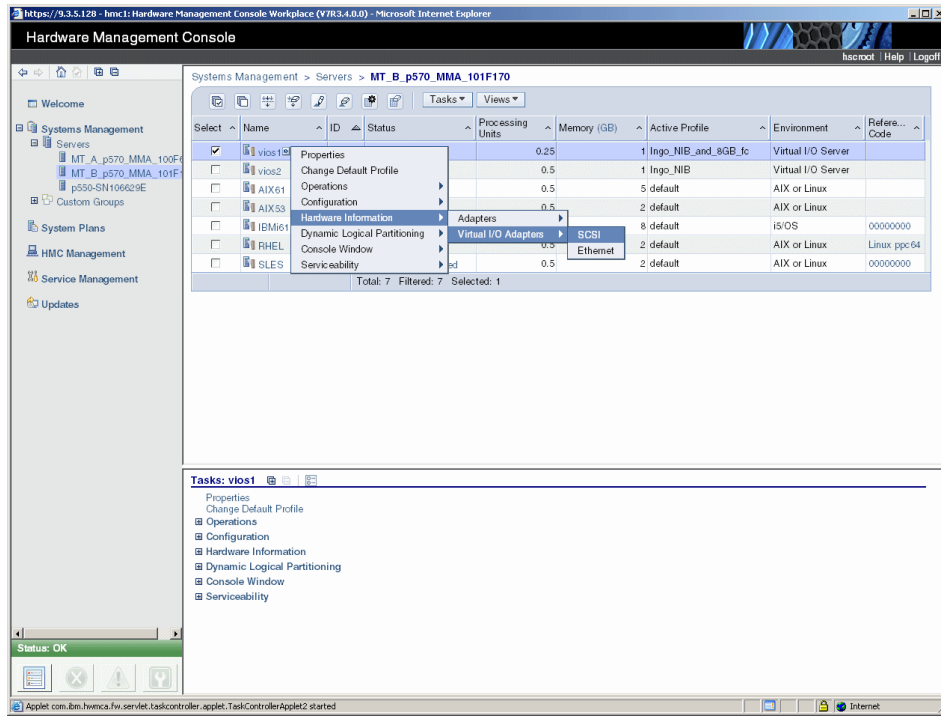 https://9.3.5.128 - hmc1: Hardware Management Console Workplace (V7R3.4.0.0) - Microsoft Internet Explorer
Hardware Management Console
hscroot | Help | Logoff
Systems Management > Servers > MT_B_p570_MMA_101F170
Welcome
Systems Management
Servers
MT_A_p570_MMA_100F6
MT_B_p570_MMA_101F1
p550-SN106629E
Custom Groups
System Plans
HMC Management
Service Management
Updates
Tasks Views
Select Name ID Status Processing Units Memory (GB) Active Profile Environment Refere... Code
vios1 0.25 1 Ingo_NIB_and_8GB_fc Virtual I/O Server
vios2 0.5 1 Ingo_NIB Virtual I/O Server
AIX61 0.5 5 default AIX or Linux
AIX53 0.5 2 default AIX or Linux
IBMi61 8 default i5/OS 00000000
RHEL 0.5 2 default AIX or Linux Linux ppc64
SLES ed 0.5 2 default AIX or Linux 00000000
Total: 7 Filtered: 7 Selected: 1
Properties
Change Default Profile
Operations
Configuration
Hardware Information
Dynamic Logical Partitioning
Console Window
Serviceability
Adapters
Virtual I/O Adapters
SCSI
Ethernet
Tasks: vios1
Properties
Change Default Profile
Operations
Configuration
Hardware Information
Dynamic Logical Partitioning
Console Window
Serviceability
Status: OK
Applet com.ibm.hwmca.fw.servlet.taskcontroller.applet.TaskControllerApplet2 started
Internet